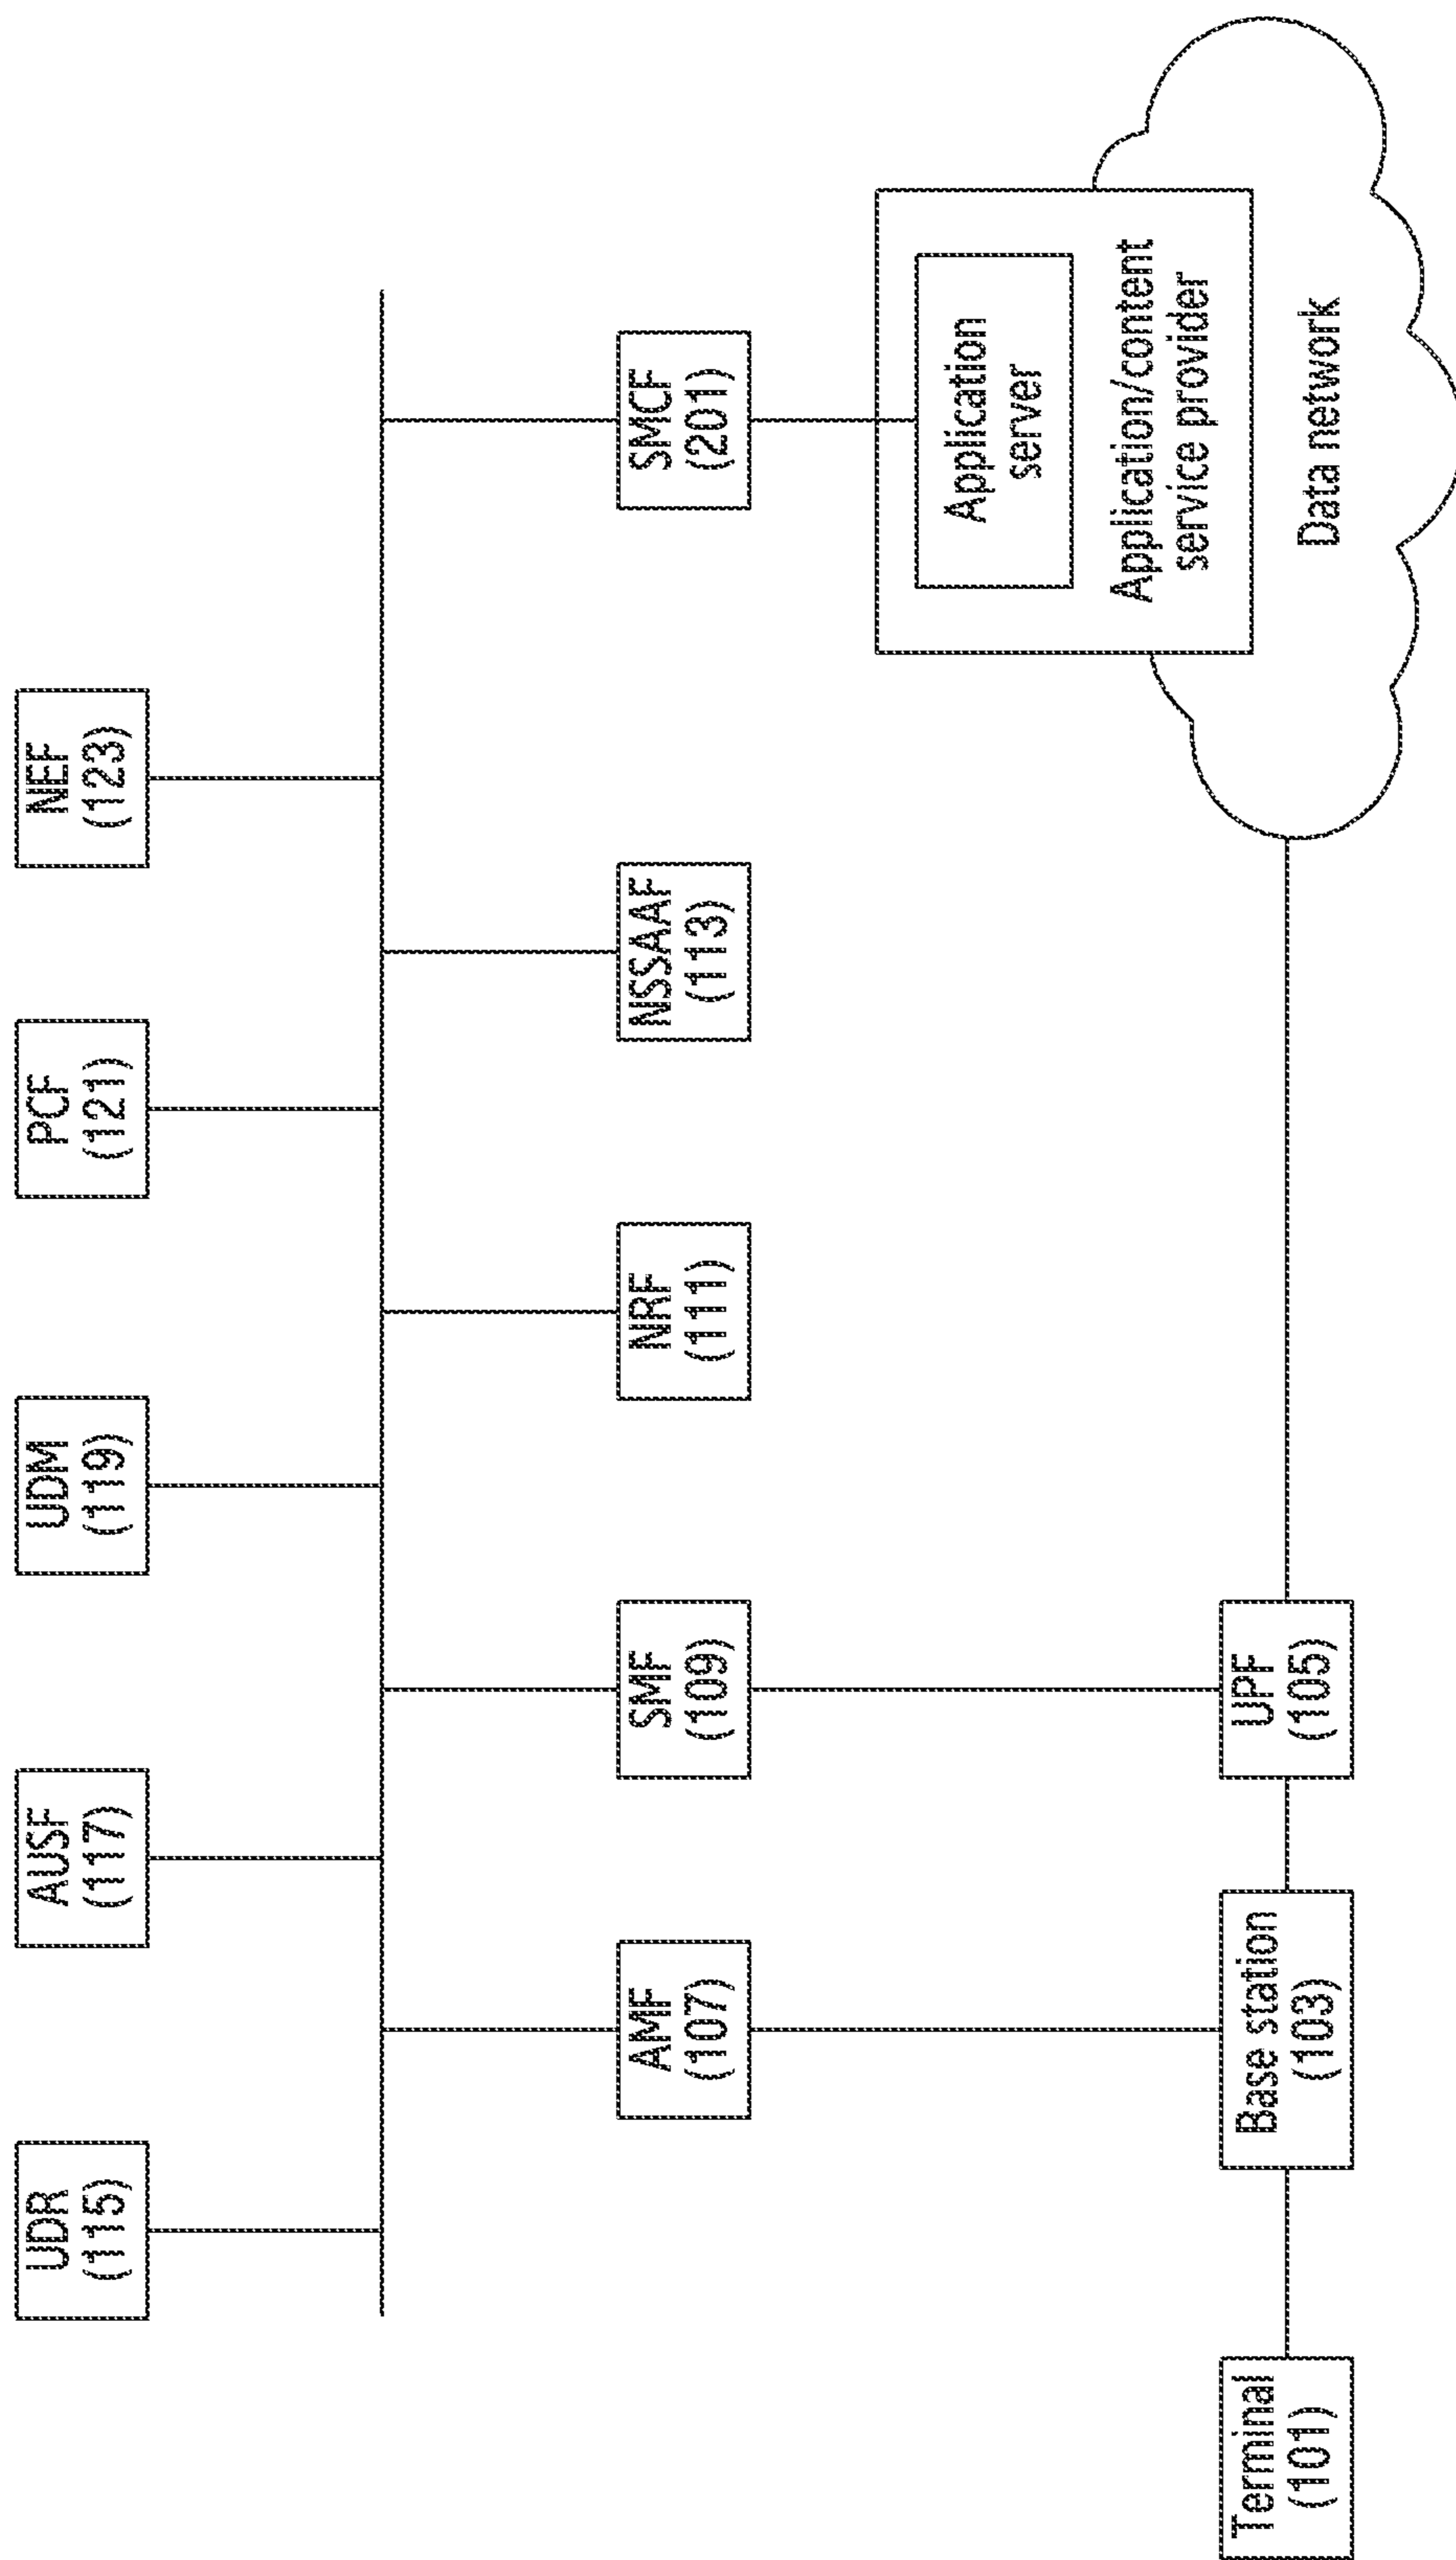 UDR
(115)
AUSF
(117)
UDM
(119)
PCF
(121)
NEF
(123)
AMF
(107)
SMF
(109)
NRF
(111)
NSSAAF
(113)
SMCF
(201)
Application
server
Application/content
service provider
Terminal
(101)
Base station
(103)
UPF
(105)
Data network